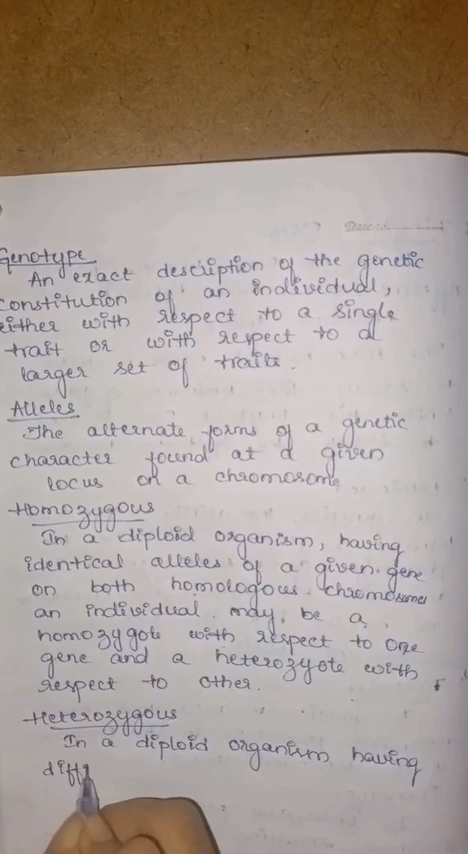 Date :.............
Genotype
An exact description of the genetic
constitution of an individual,
either with respect to a single
trait or with respect to a
larger set of traits.
Alleles
The alternate forms of a genetic
character found at a given
locus on a chromosome
Homozygous
In a diploid organism, having
identical alleles of a given gene
on both homologous chromosomes
an individual may be a
homozygote with respect to one
gene and a heterozyote with
respect to other.
Heterozygous
In a diploid organism having
diff